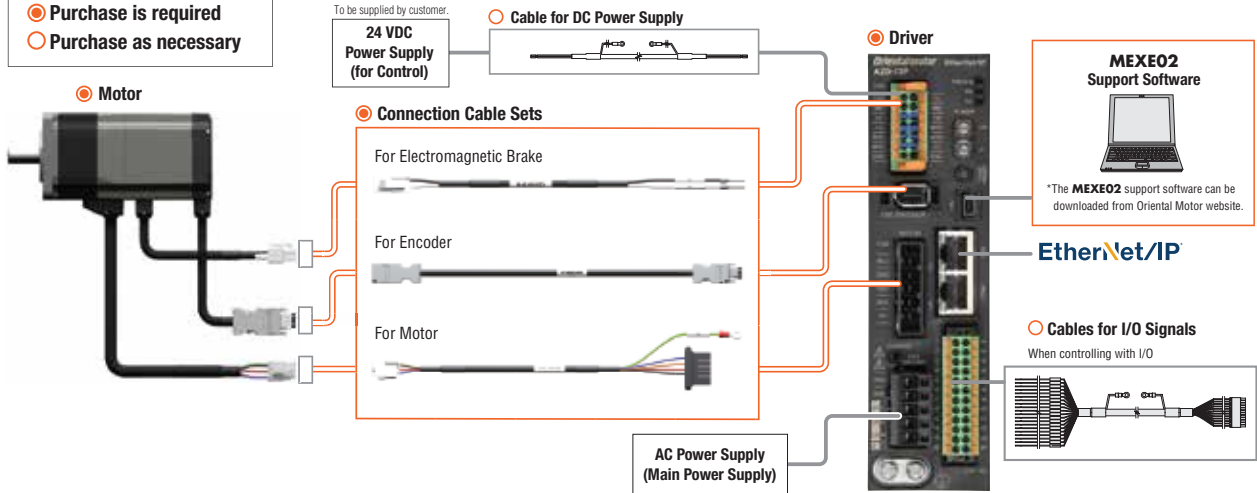 Purchase is required
Purchase as necessary
To be supplied by customer.
24 VDC
Power Supply
(for Control)
Cable for DC Power Supply
Driver
MEXE02
Support Software
*The MEXE02 support software can be
downloaded from Oriental Motor website.
Motor
Connection Cable Sets
For Electromagnetic Brake
For Encoder
For Motor
EtherNet/IP
Cables for I/O Signals
When controlling with I/O
AC Power Supply
(Main Power Supply)